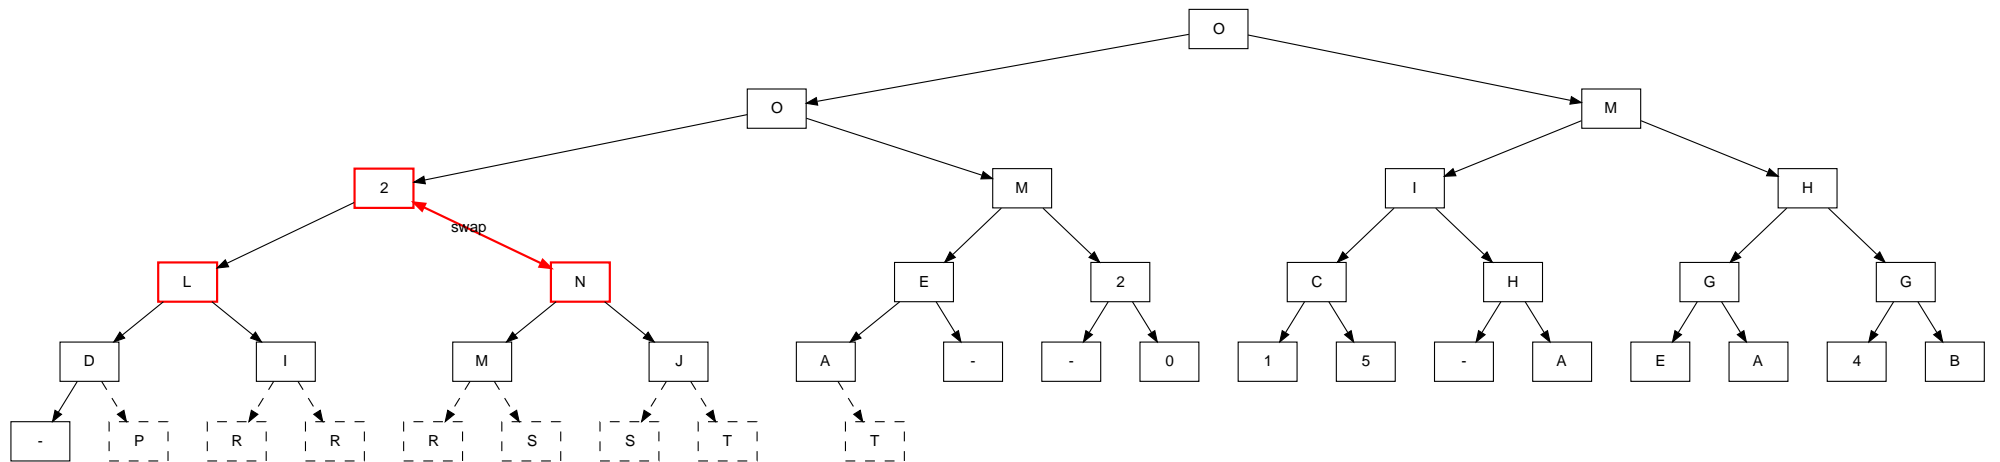 O
O M
2 M I H
swap
L N E 2 C H G G
D I M J A - - 0 1 5 - A E A 4 B
- P R R R S S T T